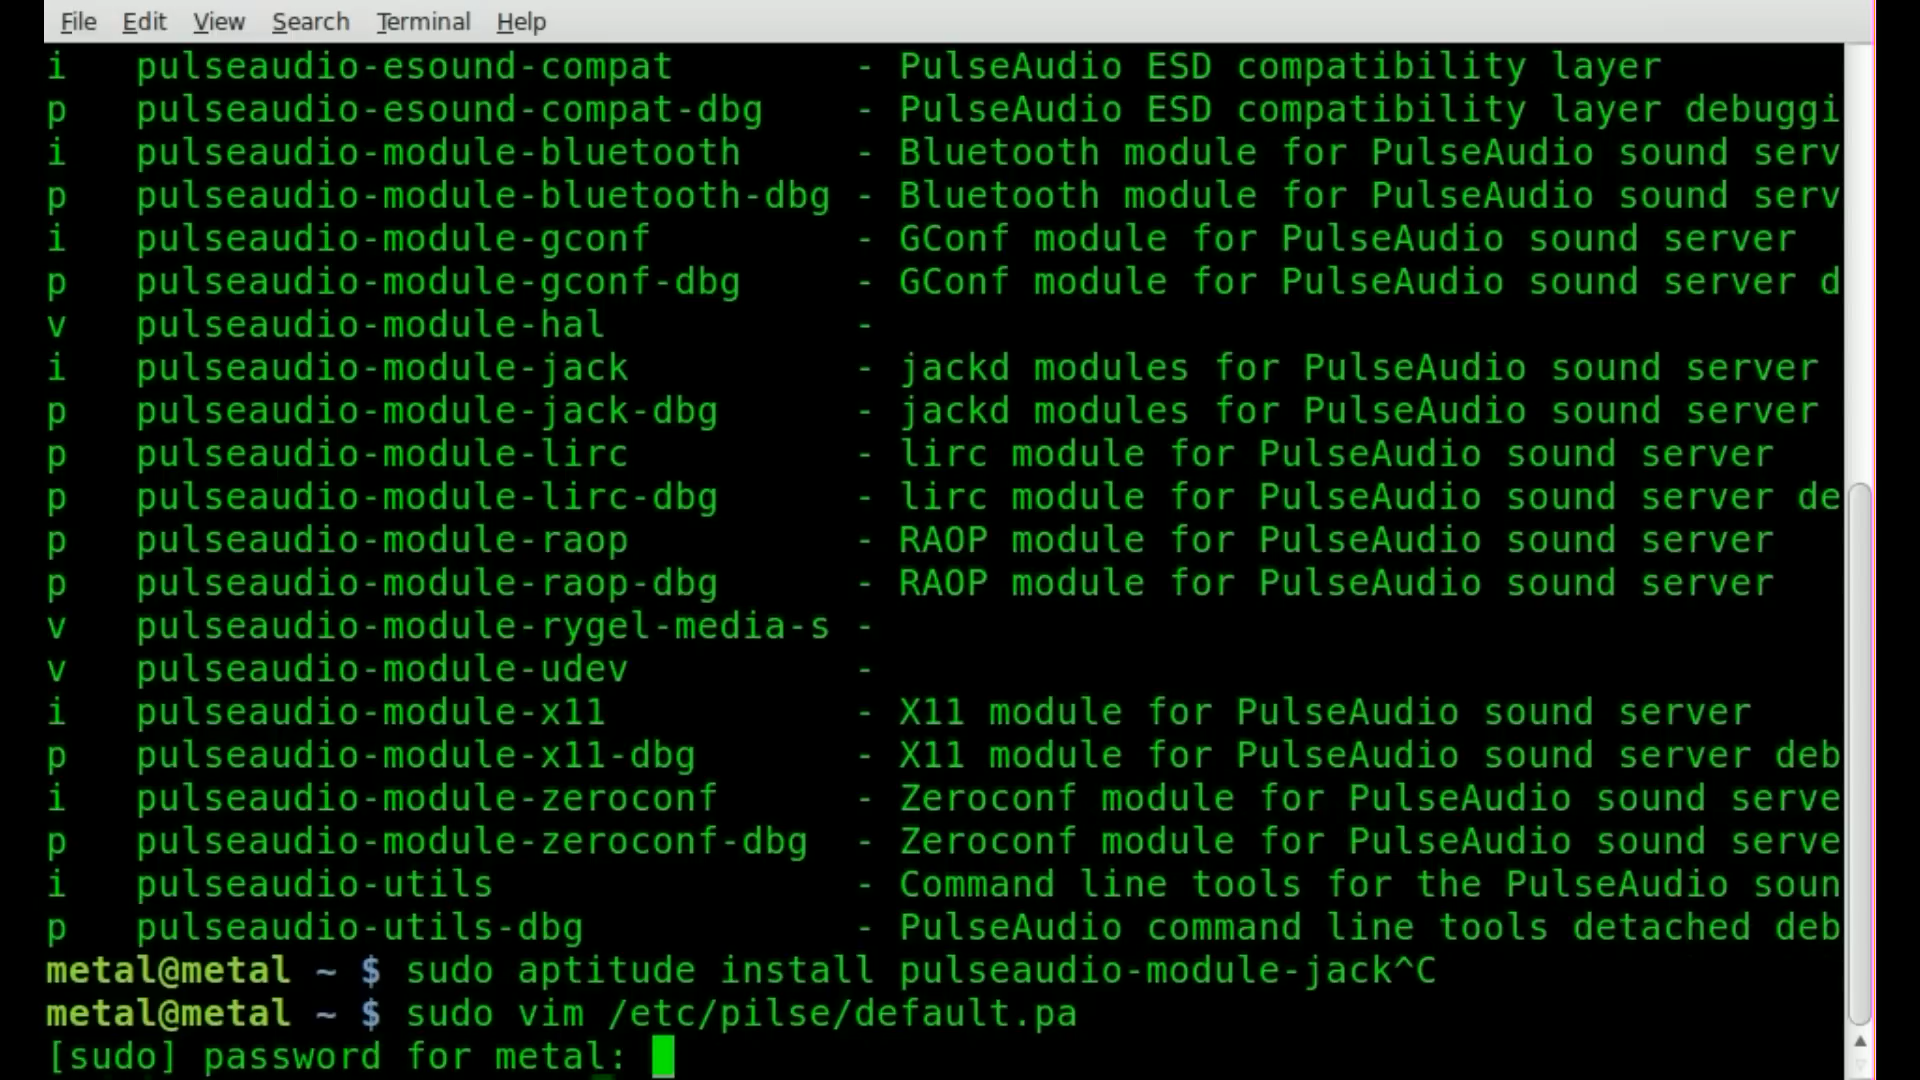 File Edit View Search Terminal Help
i pulseaudio-esound-compat - PulseAudio ESD compatibility layer
p pulseaudio-esound-compat-dbg - PulseAudio ESD compatibility layer debuggi
i pulseaudio-module-bluetooth - Bluetooth module for PulseAudio sound serv
p pulseaudio-module-bluetooth-dbg - Bluetooth module for PulseAudio sound serv
i pulseaudio-module-gconf - GConf module for PulseAudio sound server
p pulseaudio-module-gconf-dbg - GConf module for PulseAudio sound server d
v pulseaudio-module-hal -
i pulseaudio-module-jack - jackd modules for PulseAudio sound server
p pulseaudio-module-jack-dbg - jackd modules for PulseAudio sound server
p pulseaudio-module-lirc - lirc module for PulseAudio sound server
p pulseaudio-module-lirc-dbg - lirc module for PulseAudio sound server de
p pulseaudio-module-raop - RAOP module for PulseAudio sound server
p pulseaudio-module-raop-dbg - RAOP module for PulseAudio sound server
v pulseaudio-module-rygel-media-s -
v pulseaudio-module-udev -
i pulseaudio-module-x11 - X11 module for PulseAudio sound server
p pulseaudio-module-x11-dbg - X11 module for PulseAudio sound server deb
i pulseaudio-module-zeroconf - Zeroconf module for PulseAudio sound serve
p pulseaudio-module-zeroconf-dbg - Zeroconf module for PulseAudio sound serve
i pulseaudio-utils - Command line tools for the PulseAudio soun
p pulseaudio-utils-dbg - PulseAudio command line tools detached deb
metal@metal ~ $ sudo aptitude install pulseaudio-module-jack^C
metal@metal ~ $ sudo vim /etc/pilse/default.pa
[sudo] password for metal: